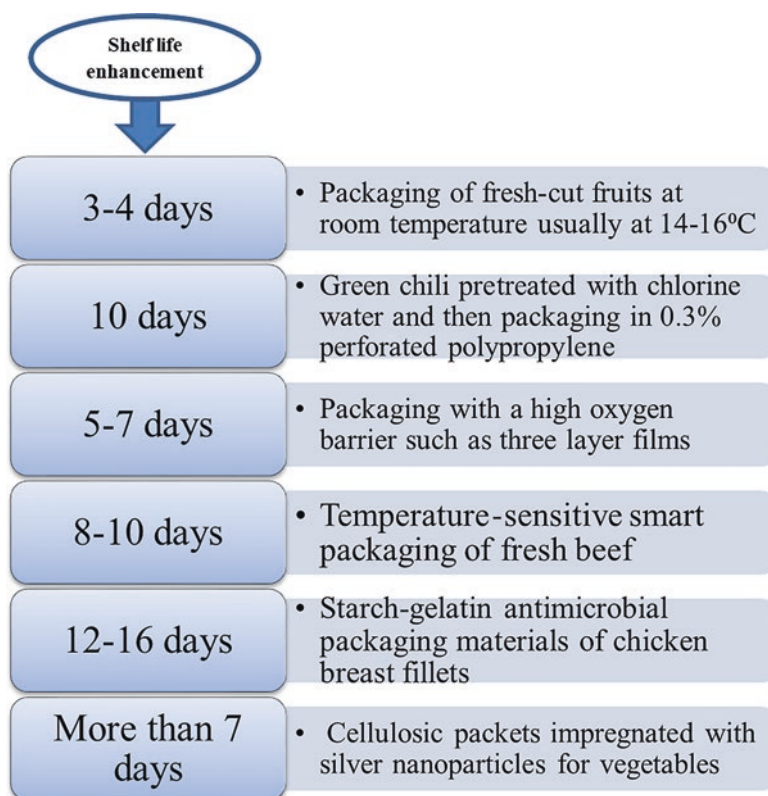 Shelf life
enhancement
3-4 days
• Packaging of fresh-cut fruits at
room temperature usually at 14-16ºC
10 days
• Green chili pretreated with chlorine
water and then packaging in 0.3%
perforated polypropylene
5-7 days
• Packaging with a high oxygen
barrier such as three layer films
8-10 days
• Temperature-sensitive smart
packaging of fresh beef
12-16 days
• Starch-gelatin antimicrobial
packaging materials of chicken
breast fillets
More than 7
days
• Cellulosic packets impregnated with
silver nanoparticles for vegetables